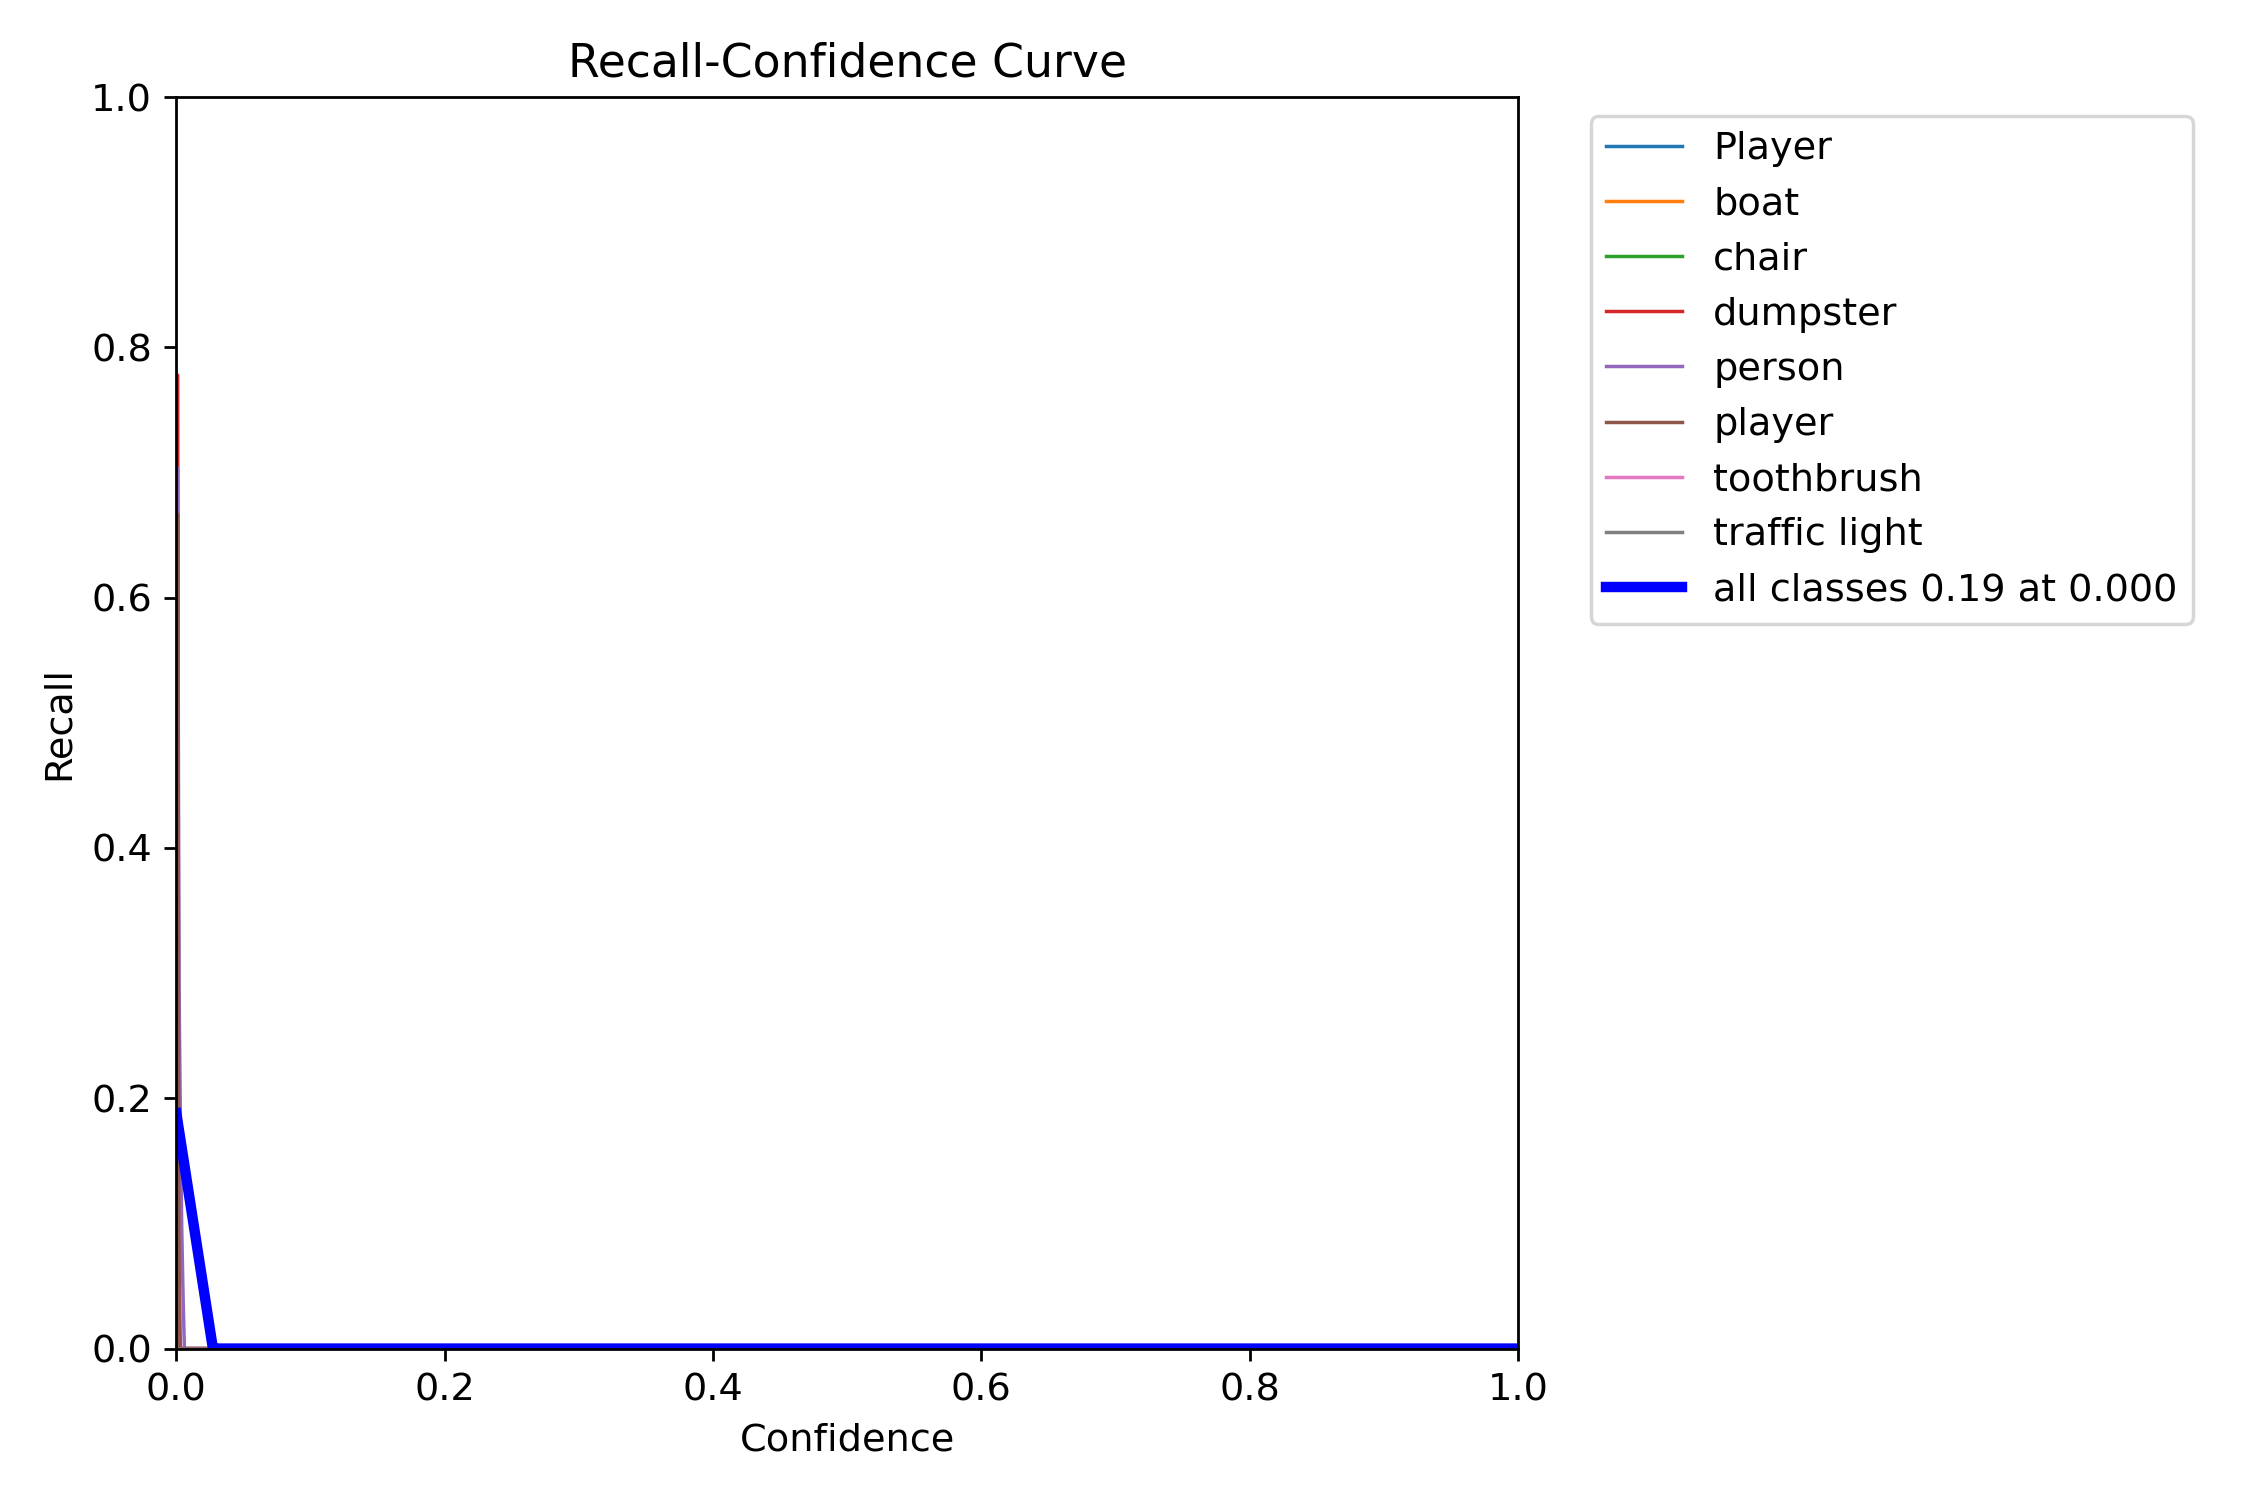 Recall-Confidence Curve
1.0
0.8
0.6
0.4
0.2
0.0
Recall
0.0 0.2 0.4 0.6 0.8 1.0
Confidence
Player
boat
chair
dumpster
person
player
toothbrush
traffic light
all classes 0.19 at 0.000